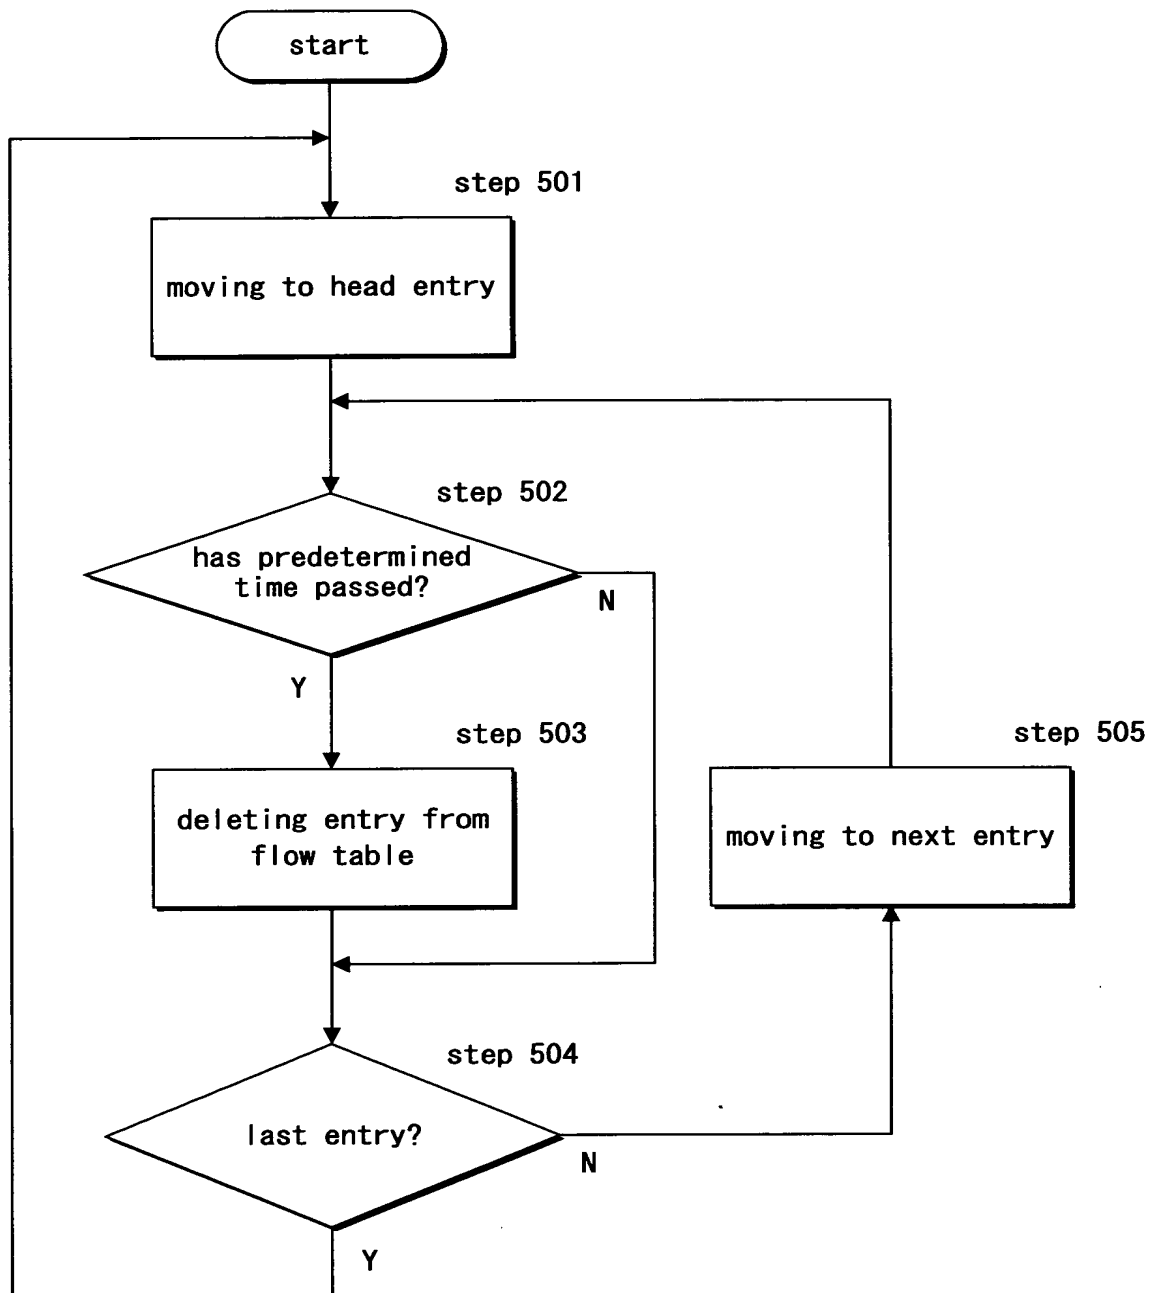 start
step 501
moving to head entry
step 502
has predetermined
time passed?
N
Y
step 503
deleting entry from
flow table
step 505
moving to next entry
step 504
last entry?
N
Y